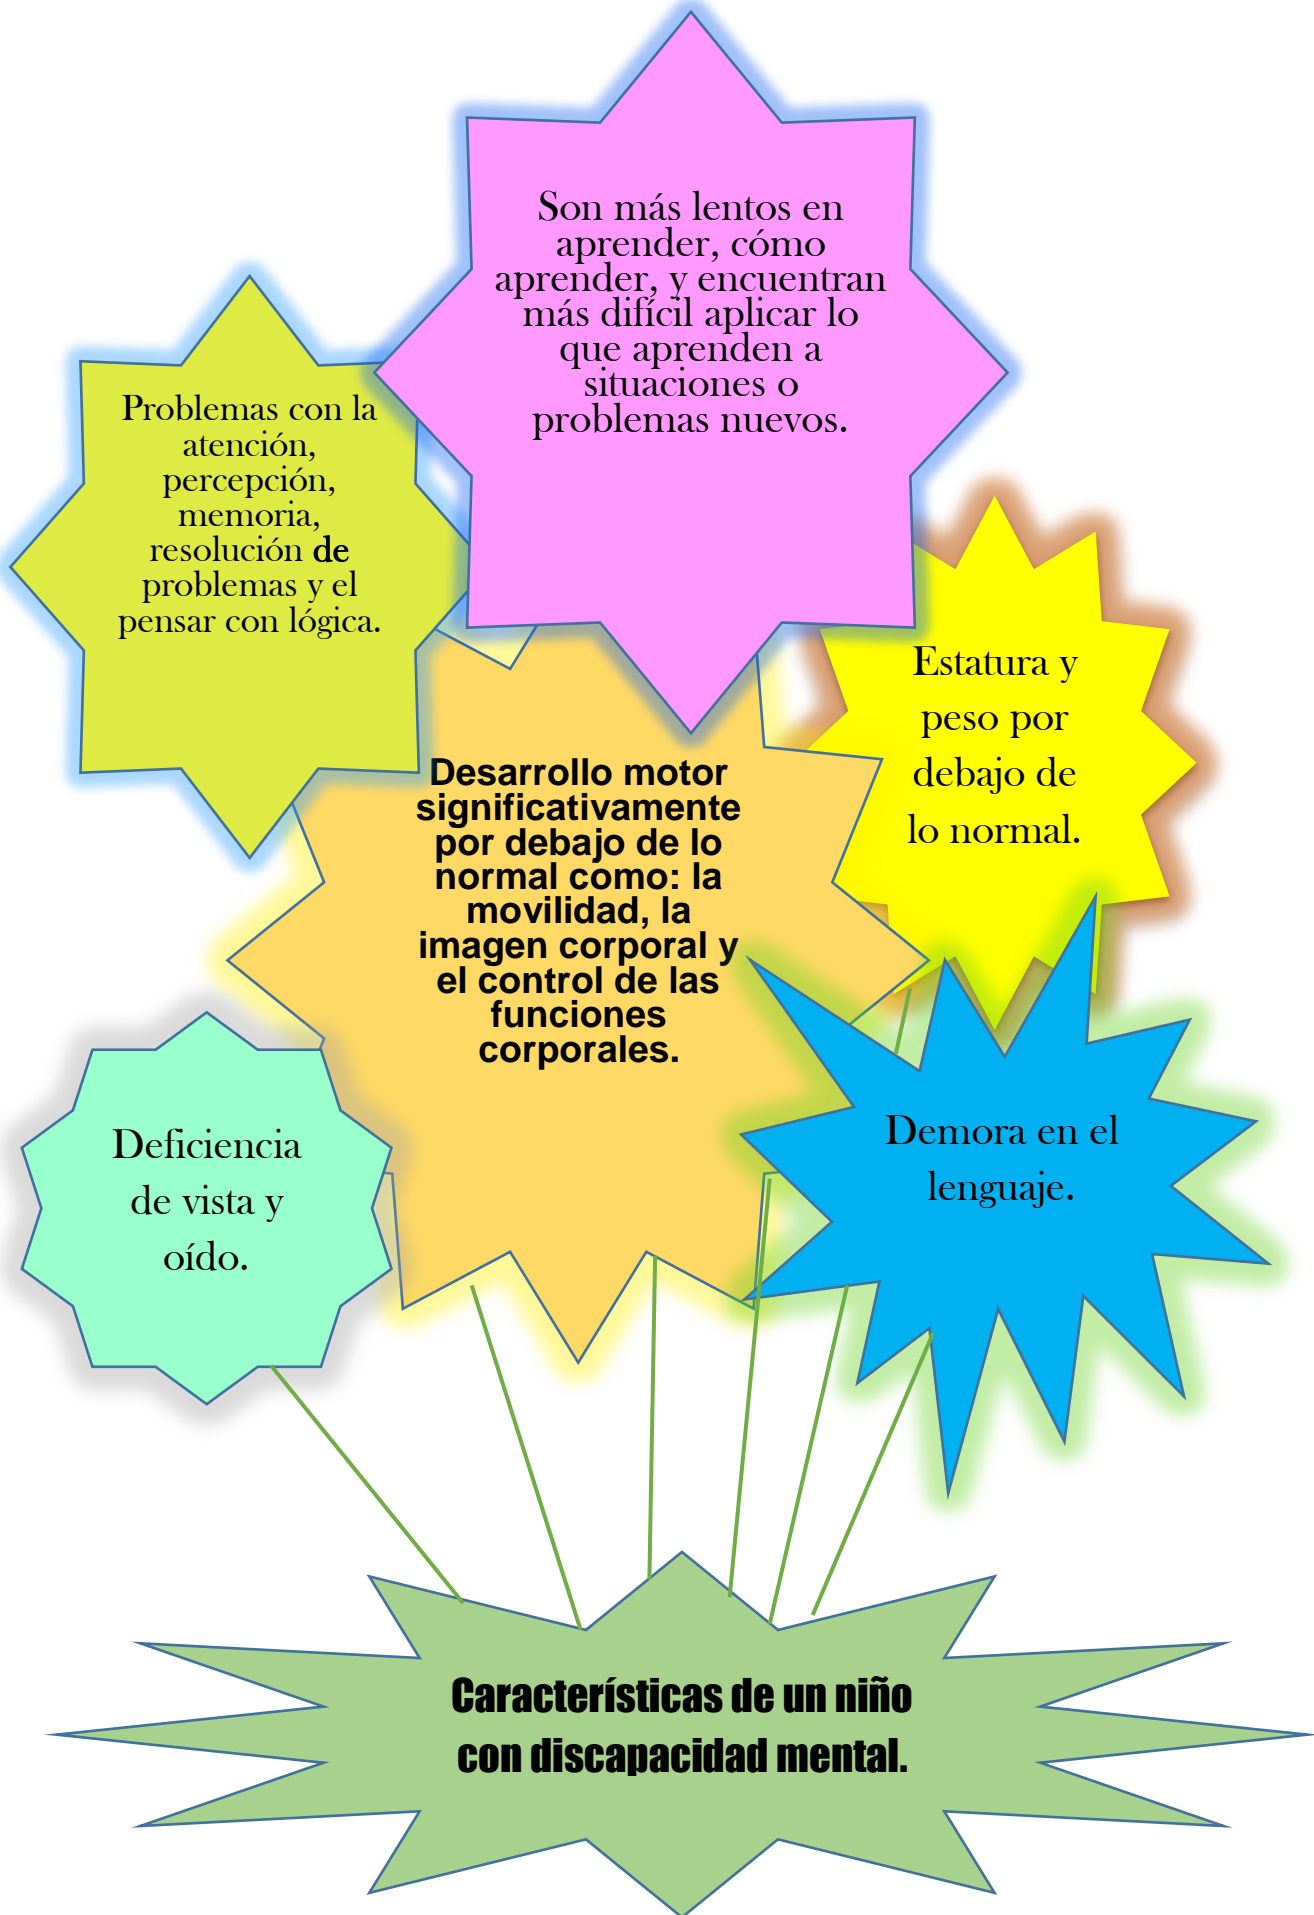 Son más lentos en
aprender, cómo
aprender, y encuentran
más difícil aplicar lo
que aprenden a
situaciones o
problemas nuevos.
Problemas con la
atención,
percepción,
memoria,
resolución de
problemas y el
pensar con lógica.
Estatura y
peso por
debajo de
lo normal.
Desarrollo motor
significativamente
por debajo de lo
normal como: la
movilidad, la
imagen corporal y
el control de las
funciones
corporales.
Deficiencia
de vista y
oído.
Demora en el
lenguaje.
Características de un niño
con discapacidad mental.